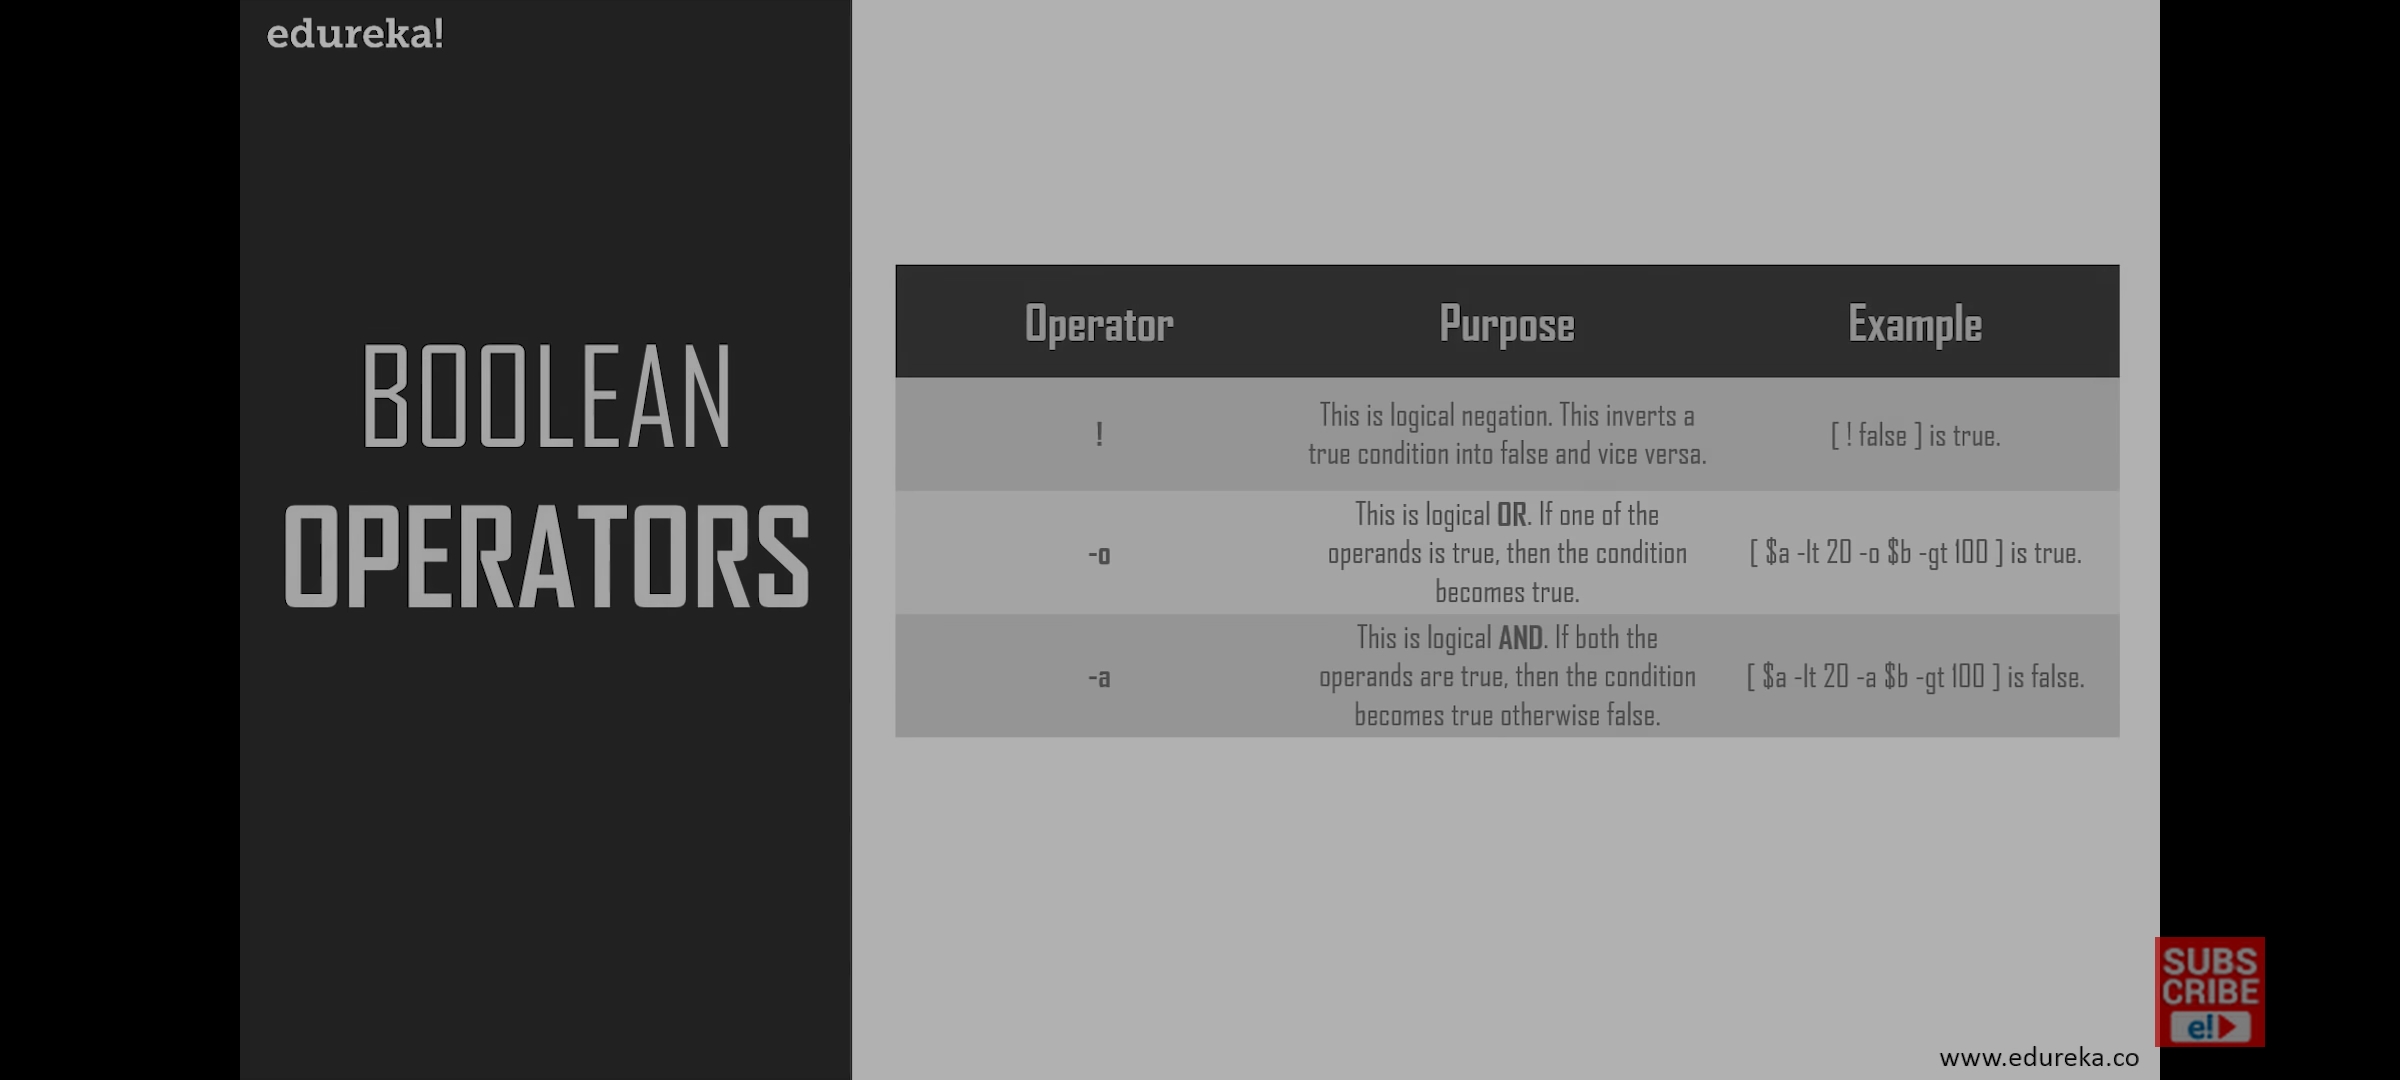 edureka!
BOOLEAN
OPERATORS
Operator Purpose Example
! This is logical negation. This inverts a true condition into false and vice versa. [ ! false ] is true.
-o This is logical OR. If one of the operands is true, then the condition becomes true. [ $a -lt 20 -o $b -gt 100 ] is true.
-a This is logical AND. If both the operands are true, then the condition becomes true otherwise false. [ $a -lt 20 -a $b -gt 100 ] is false.
SUBS
CRIBE
e!
www.edureka.co